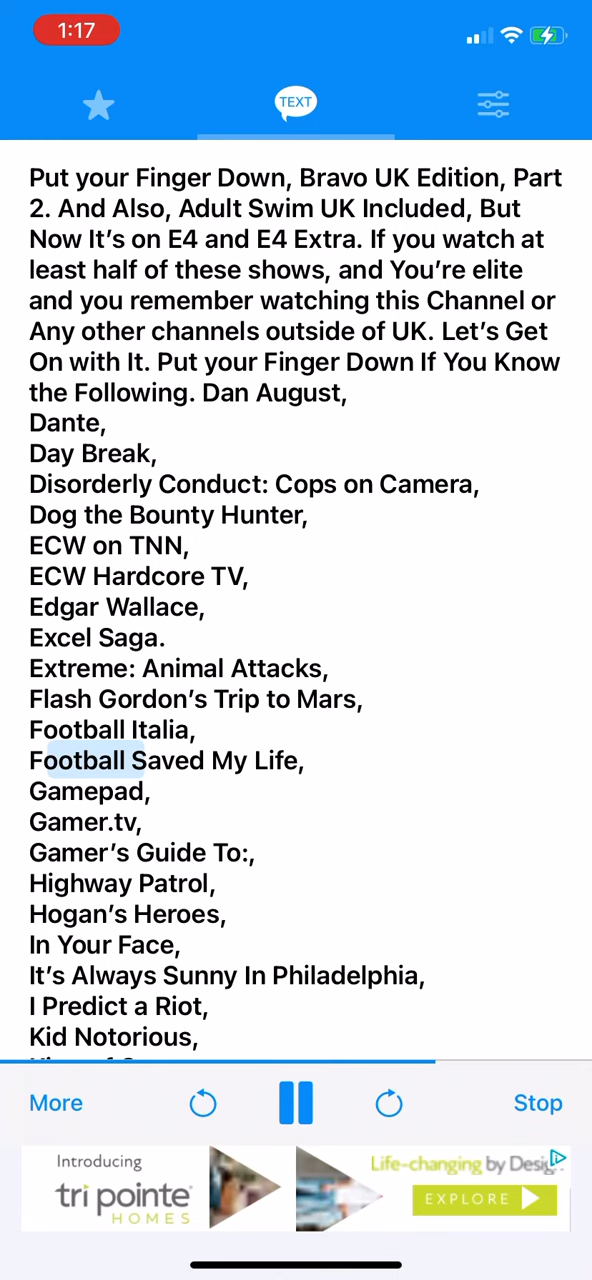 1:17
TEXT
Put your Finger Down, Bravo UK Edition, Part
2. And Also, Adult Swim UK Included, But
Now It’s on E4 and E4 Extra. If you watch at
least half of these shows, and You’re elite
and you remember watching this Channel or
Any other channels outside of UK. Let’s Get
On with It. Put your Finger Down If You Know
the Following. Dan August,
Dante,
Day Break,
Disorderly Conduct: Cops on Camera,
Dog the Bounty Hunter,
ECW on TNN,
ECW Hardcore TV,
Edgar Wallace,
Excel Saga.
Extreme: Animal Attacks,
Flash Gordon’s Trip to Mars,
Football Italia,
Football Saved My Life,
Gamepad,
Gamer.tv,
Gamer’s Guide To:,
Highway Patrol,
Hogan’s Heroes,
In Your Face,
It’s Always Sunny In Philadelphia,
I Predict a Riot,
Kid Notorious,
More
Stop
Introducing
tri pointe
HOMES
Life-changing by
EXPLORE